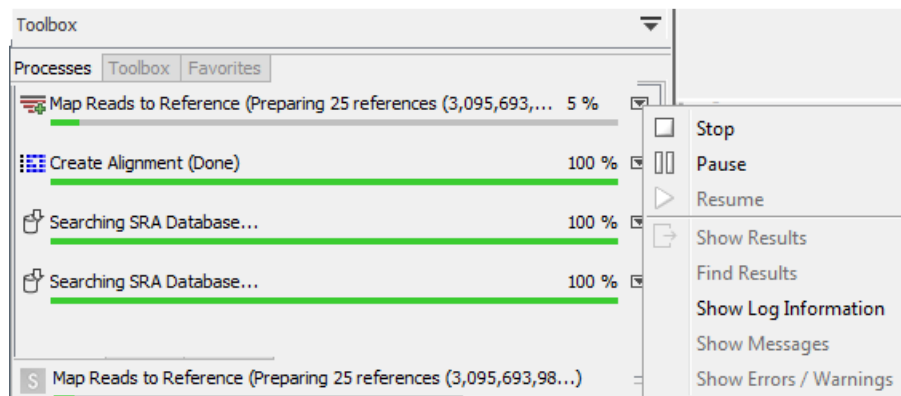 Toolbox
Processes Toolbox Favorites
Map Reads to Reference (Preparing 25 references (3,095,693,... 5 %
Create Alignment (Done) 100 %
Searching SRA Database... 100 %
Searching SRA Database... 100 %
S Map Reads to Reference (Preparing 25 references (3,095,693,98...)
Stop
Pause
Resume
Show Results
Find Results
Show Log Information
Show Messages
Show Errors / Warnings